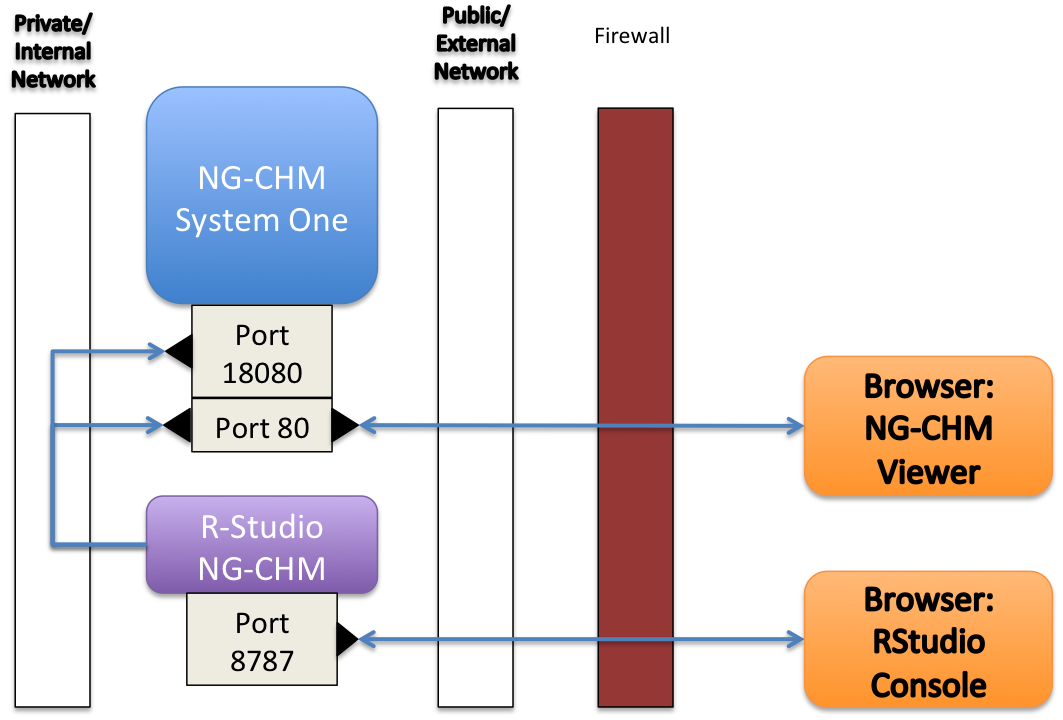 Private/
Internal
Network
Public/
External
Network
Firewall
NG-CHM
System One
Port
18080
Port 80
R-Studio
NG-CHM
Port
8787
Browser:
NG-CHM
Viewer
Browser:
RStudio
Console